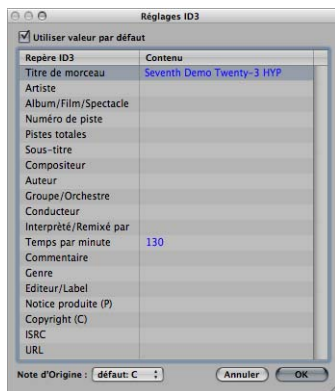 Réglages ID3
Utiliser valeur par défaut
Repère ID3 Contenu
Titre de morceau Seventh Demo Twenty-3 HYP
Artiste
Album/Film/Spectacle
Numéro de piste
Pistes totales
Sous-titre
Compositeur
Auteur
Groupe/Orchestre
Conducteur
Interprèté/Remixé par
Temps par minute 130
Commentaire
Genre
Editeur/Label
Notice produite (P)
Copyright (C)
ISRC
URL
Note d'Origine : défaut: C Annuler OK